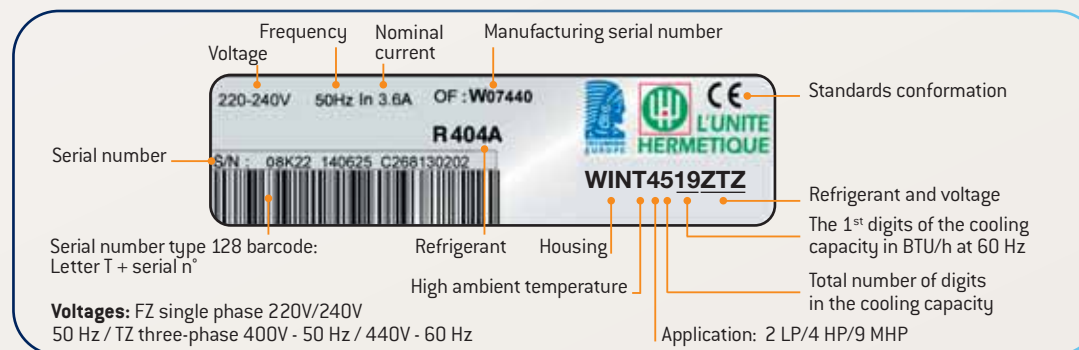 Frequency
Nominal current
Manufacturing serial number
Voltage
220-240V 50Hz In 3.6A OF : W07440
Standards conformation
CE
R404A
L'UNITE
HERMETIQUE
EUROPE
Serial number
S/N : 08K22 140625 C268130202
WINT4519ZTZ
Refrigerant and voltage
The 1st digits of the cooling
capacity in BTU/h at 60 Hz
Serial number type 128 barcode:
Letter T + serial n°
Refrigerant
Housing
High ambient temperature
Total number of digits
in the cooling capacity
Voltages: FZ single phase 220V/240V
50 Hz / TZ three-phase 400V - 50 Hz / 440V - 60 Hz
Application: 2 LP/4 HP/9 MHP